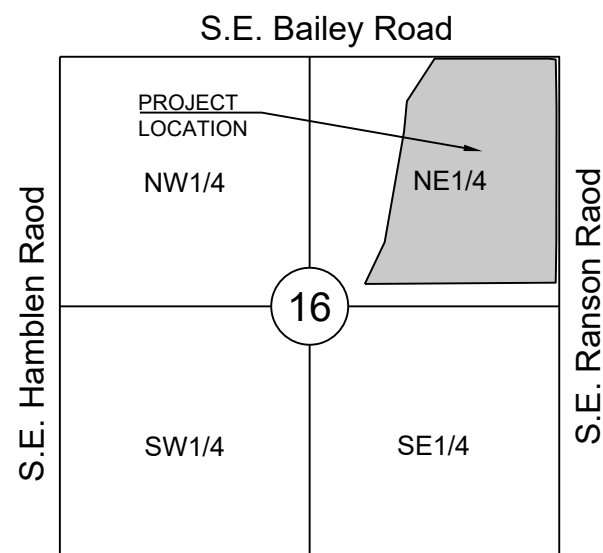 S.E. Bailey Road
PROJECT
LOCATION
NW1/4
NE1/4
S.E. Hamblen Raod
S.E. Ranson Raod
16
SW1/4
SE1/4